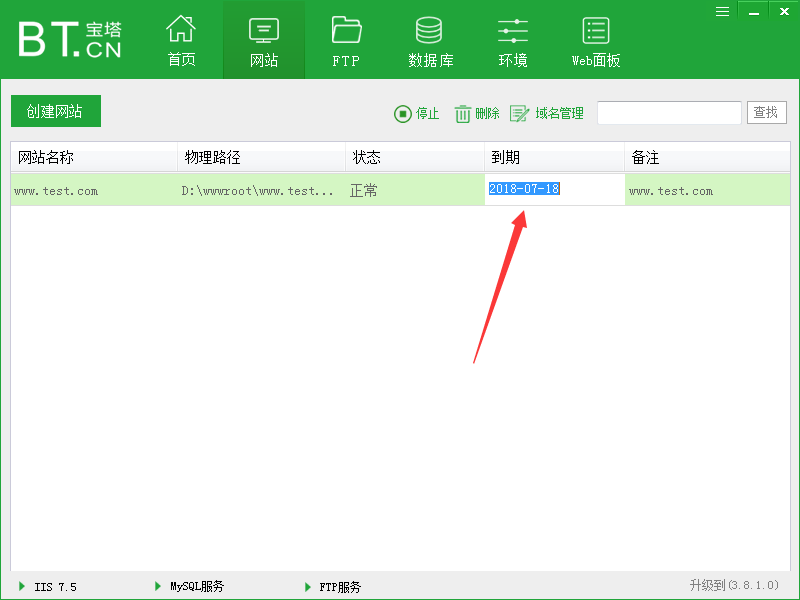 BT.宝塔.CN
首页
网站
FTP
数据库
环境
Web面板
创建网站
停止
删除
域名管理
查找
网站名称 物理路径 状态 到期 备注
www.test.com D:\wwwroot\www.test... 正常 2018-07-18 www.test.com
IIS 7.5 MySQL服务 FTP服务 升级到(3.8.1.0)